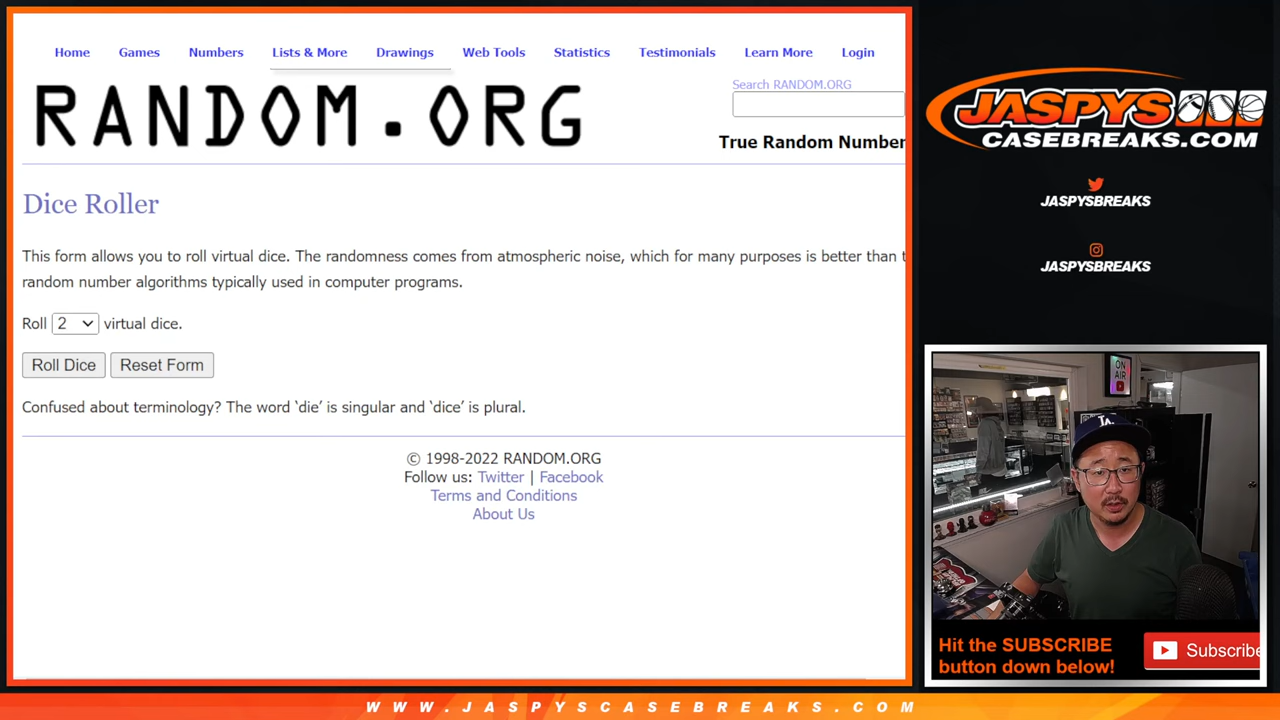 Home Games Numbers Lists & More Drawings Web Tools Statistics Testimonials Learn More Login
RANDOM.ORG
Search RANDOM.ORG
True Random Number
Dice Roller
This form allows you to roll virtual dice. The randomness comes from atmospheric noise, which for many purposes is better than t
random number algorithms typically used in computer programs.
Roll 2 virtual dice.
Roll Dice Reset Form
Confused about terminology? The word ‘die’ is singular and ‘dice’ is plural.
© 1998-2022 RANDOM.ORG
Follow us: Twitter | Facebook
Terms and Conditions
About Us
JASPYS
CASEBREAKS.COM
JASPYSBREAKS
JASPYSBREAKS
ON
AIR
LA
Hit the SUBSCRIBE
button down below!
Subscribe
WWW.JASPYSCASEBREAKS.COM